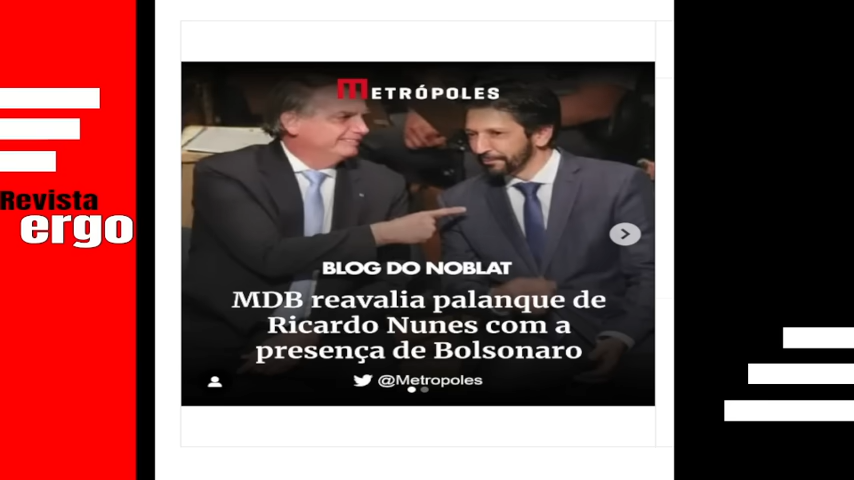 Revista
ergo
METRÓPOLES
BLOG DO NOBLAT
MDB reavalia palanque de
Ricardo Nunes com a
presença de Bolsonaro
@Metropoles